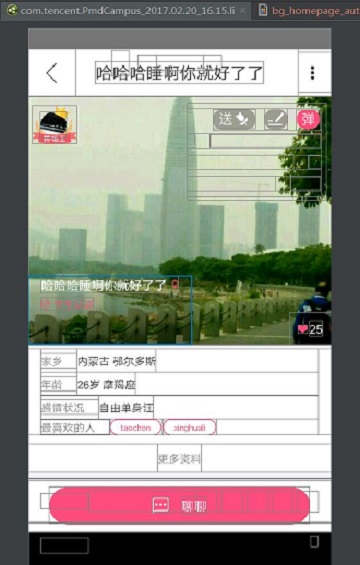 com.tencent.PmdCampus_2017.02.20_16.15.li
bg_homepage_aut
哈哈哈睡啊你就好了了
送
弹
哈哈哈睡啊你就好了了
25
家乡 内蒙古 鄂尔多斯
年龄 26岁 摩羯座
感情状况 自由单身汪
最喜欢的人 taochen xinghuali
更多资料
聊聊